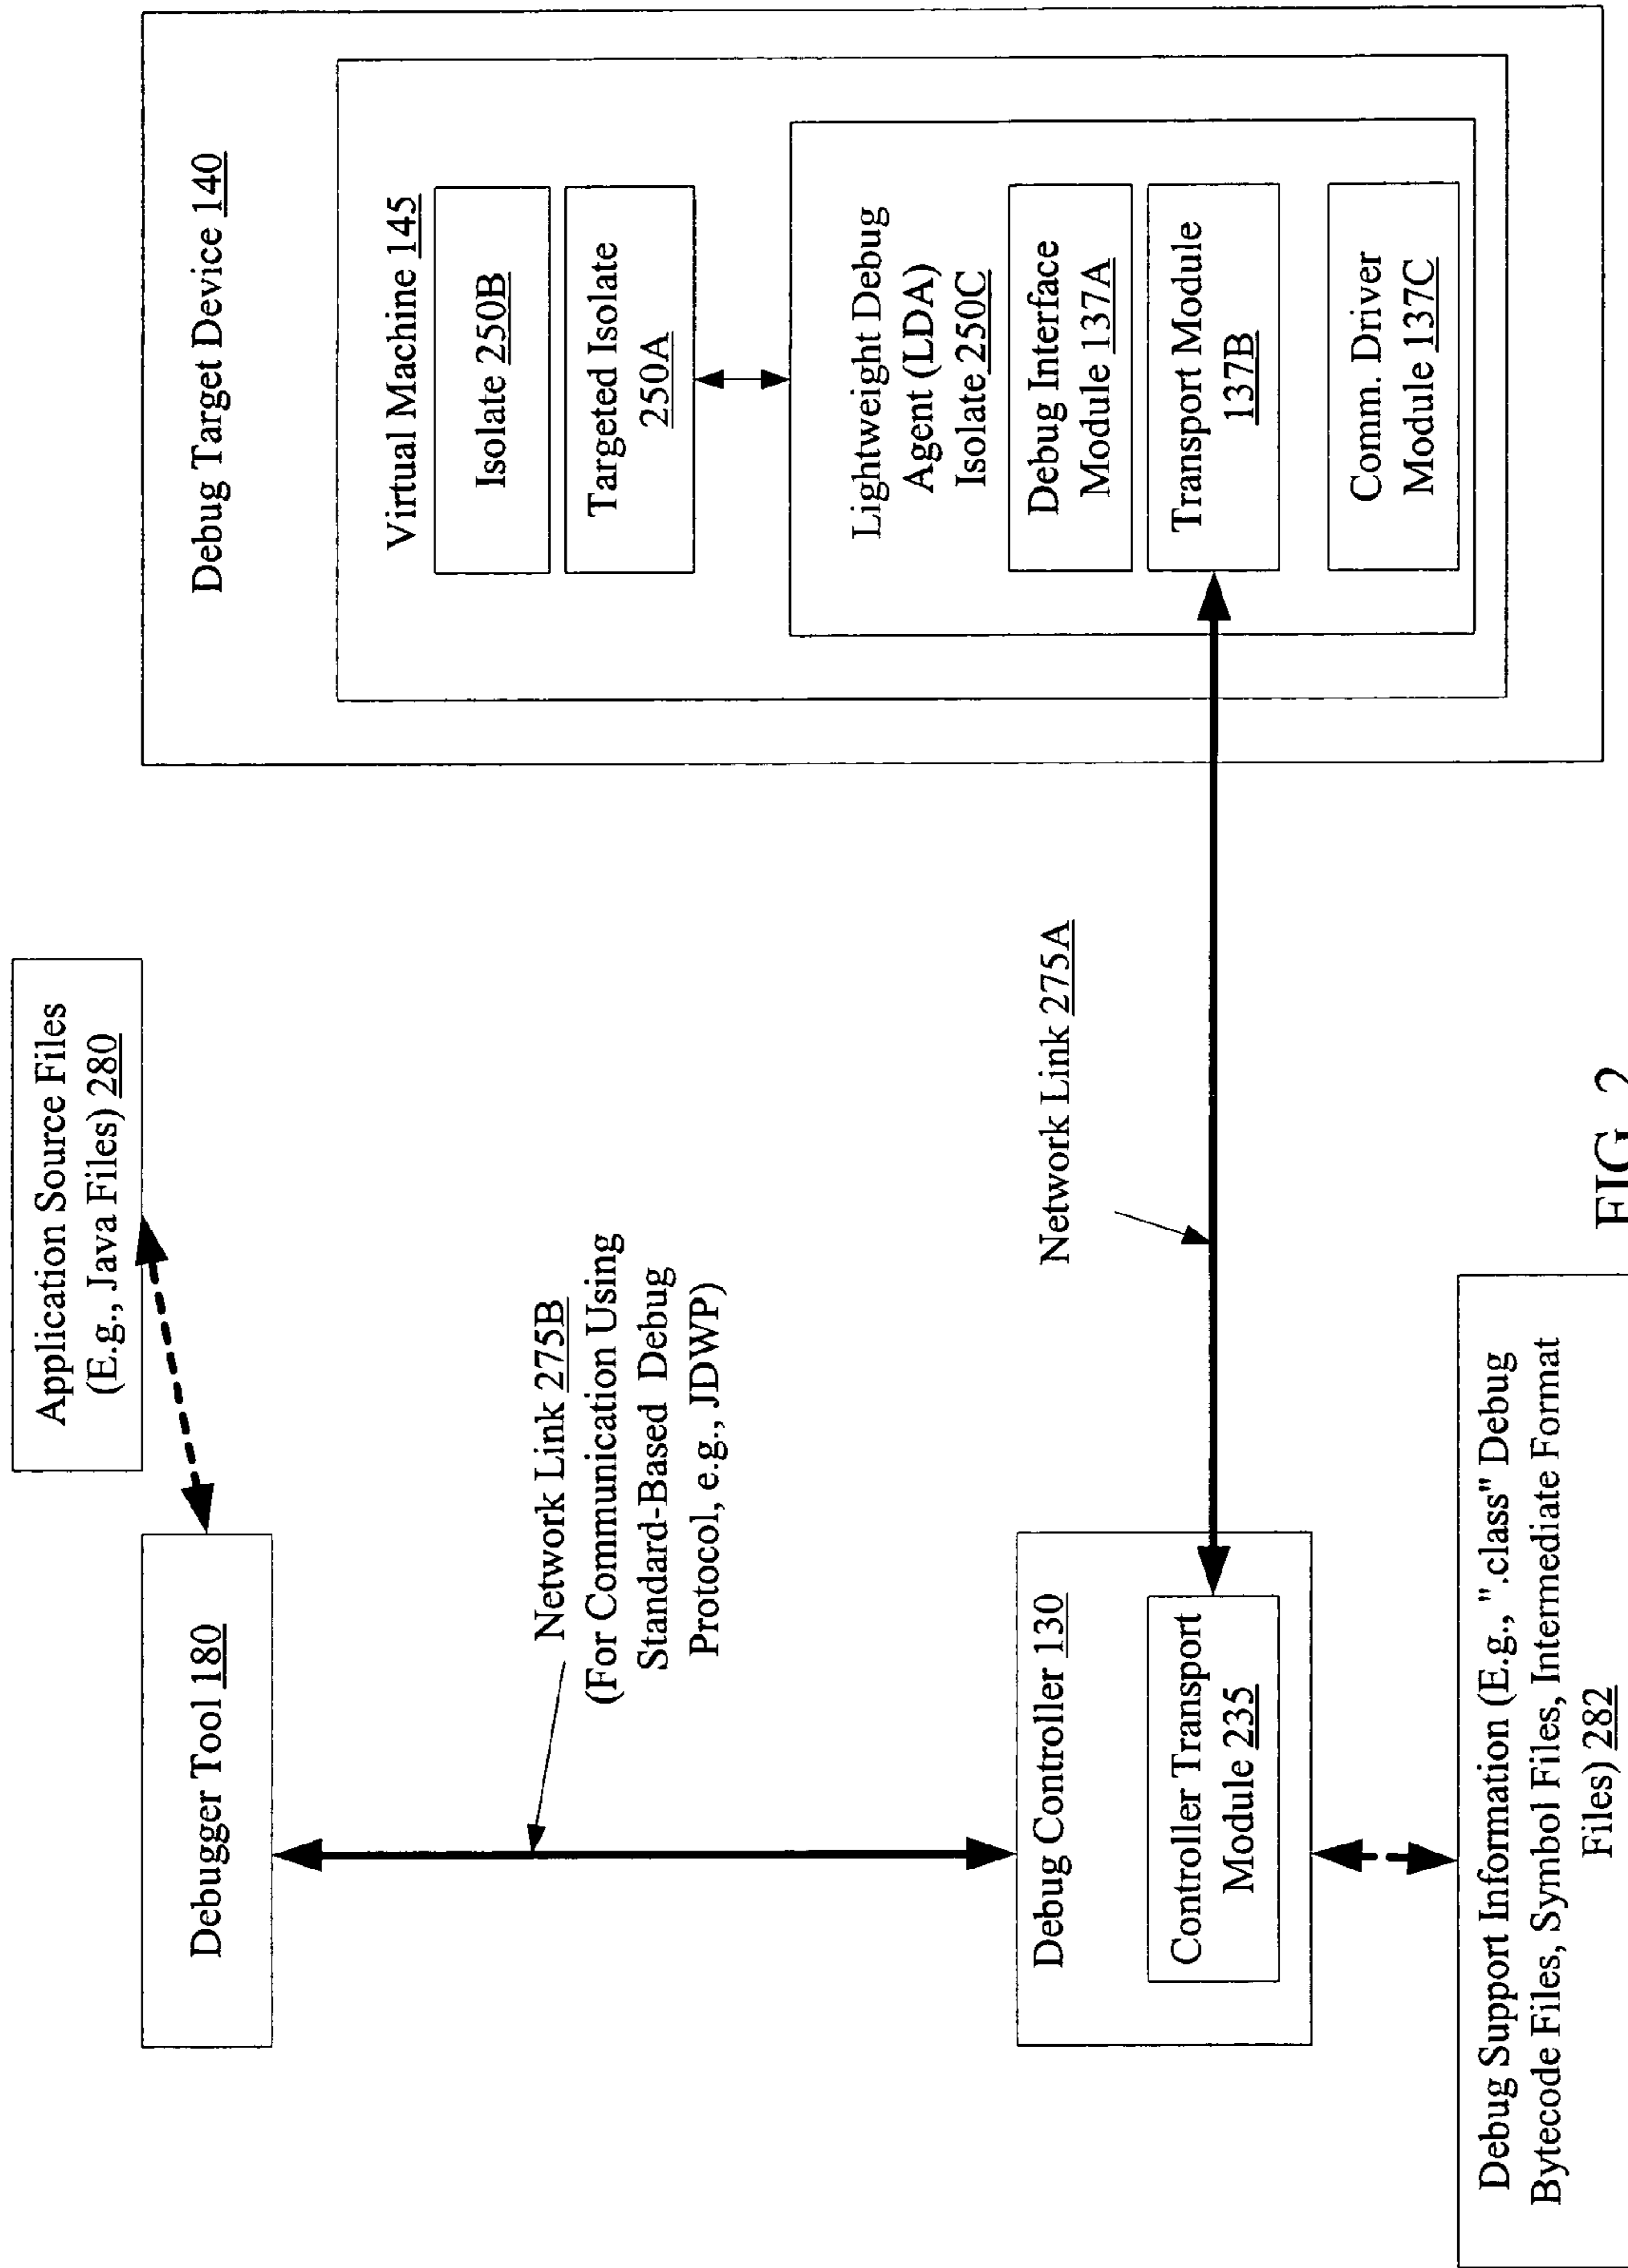 Application Source Files
(E.g., Java Files) 280
Debugger Tool 180
Network Link 275B
(For Communication Using
Standard-Based Debug
Protocol, e.g., JDWP)
Debug Controller 130
Controller Transport
Module 235
Debug Support Information (E.g., ".class" Debug
Bytecode Files, Symbol Files, Intermediate Format
Files) 282
Network Link 275A
Debug Target Device 140
Virtual Machine 145
Isolate 250B
Targeted Isolate
250A
Lightweight Debug
Agent (LDA)
Isolate 250C
Debug Interface
Module 137A
Transport Module
137B
Comm. Driver
Module 137C
FIG. 2